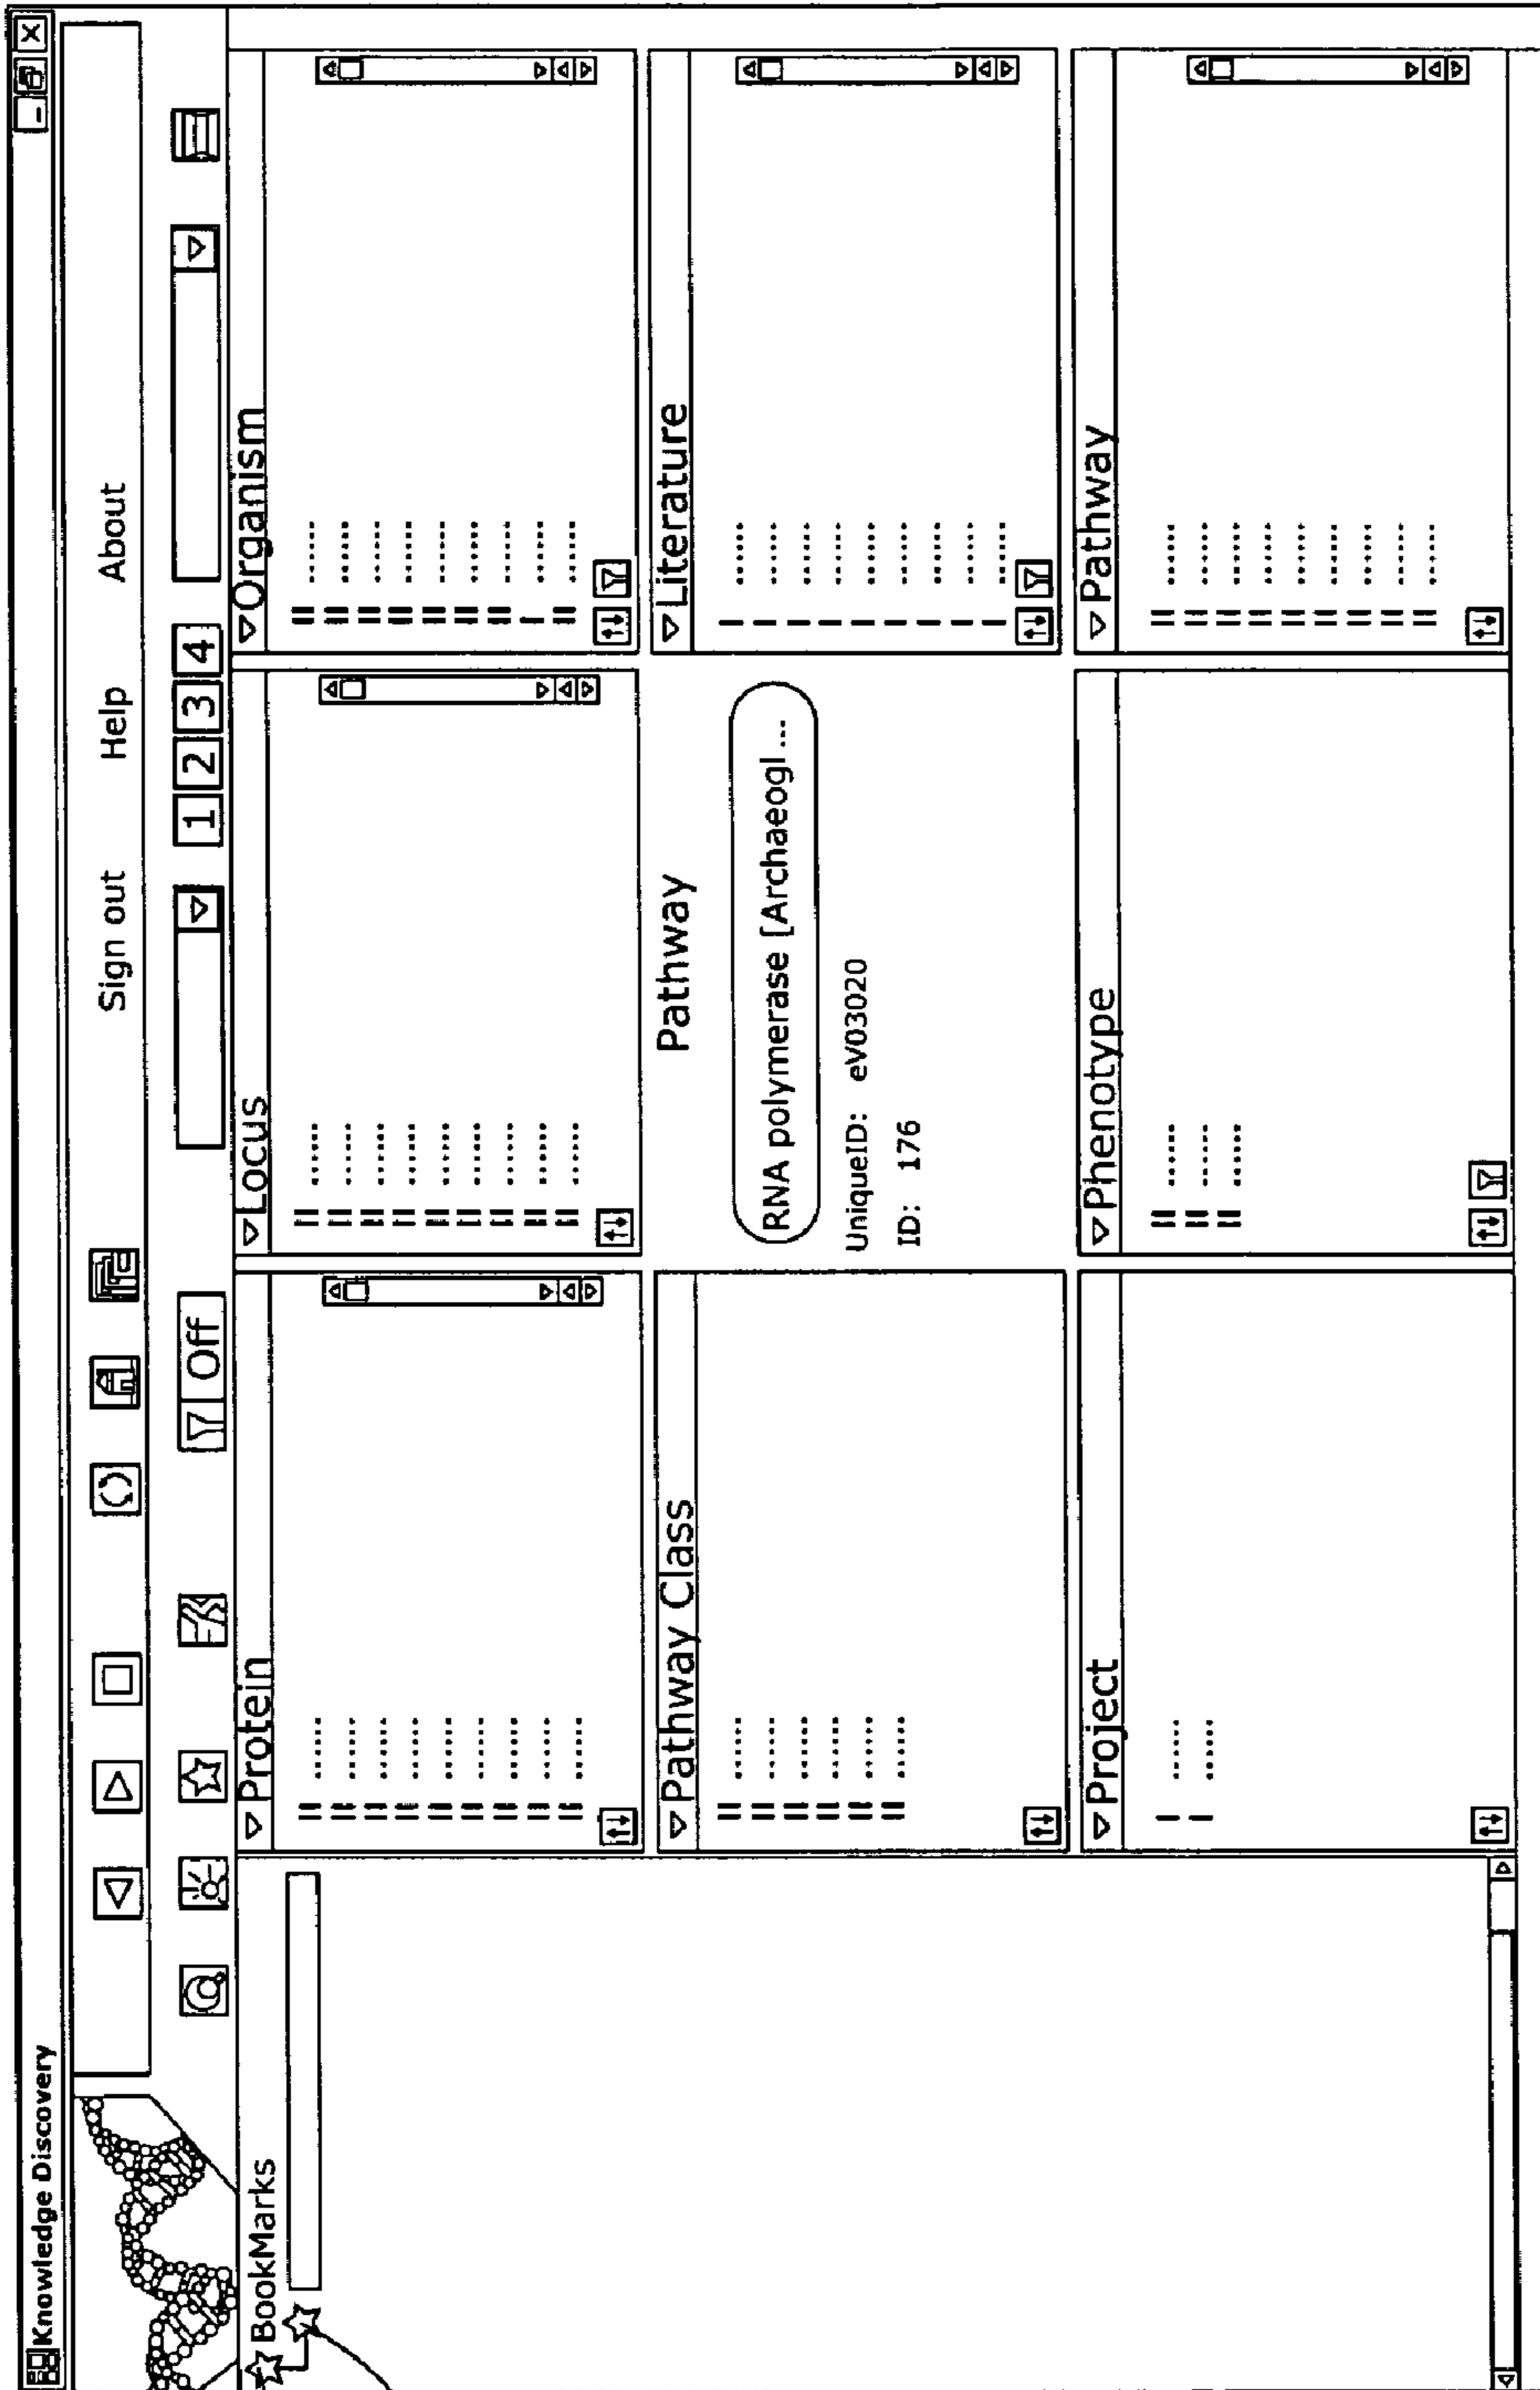 Knowledge Discovery
Sign out Help About
Off 1 2 3 4
BookMarks
Protein
Locus
Organism
Pathway Class
Pathway
RNA polymerase [Archaeogl ...
UniqueID: eV03020
ID: 176
Literature
Project
Phenotype
Pathway